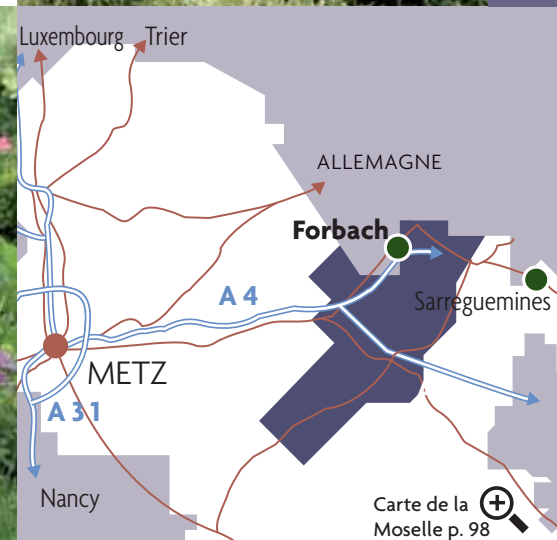 Luxembourg
Trier
ALLEMAGNE
Forbach
A 4
Sarreguemines
METZ
A 31
Nancy
Carte de la
Moselle p. 98